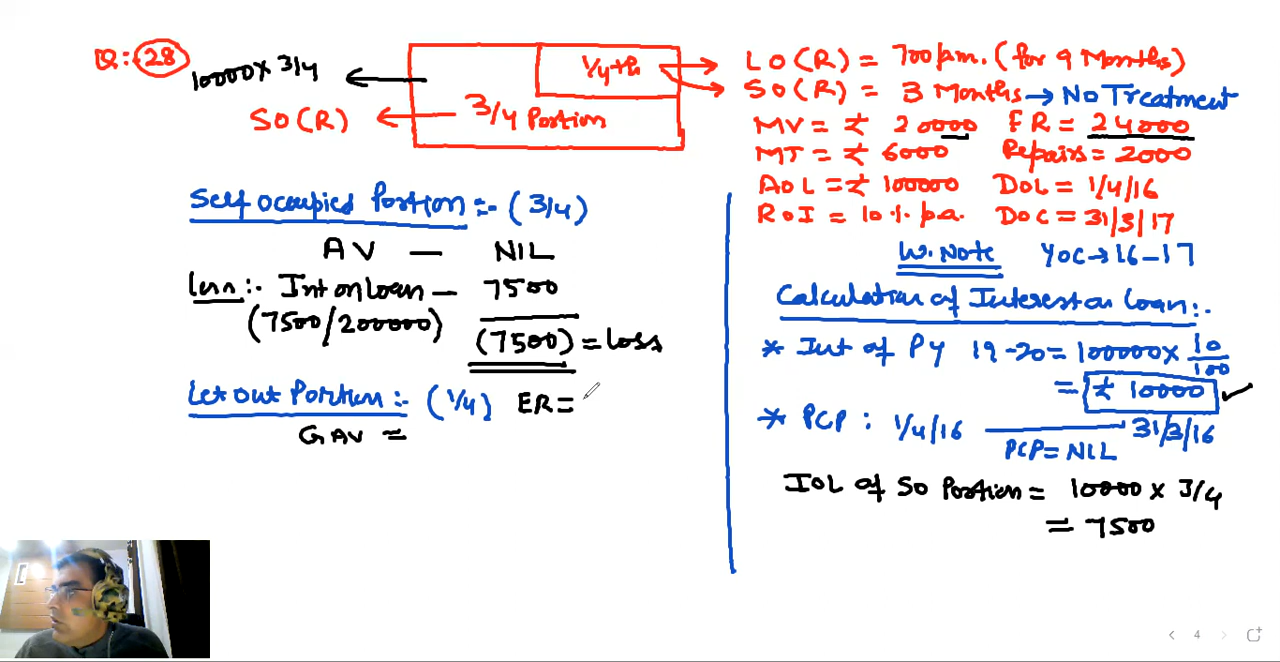 Q: 28
10000 x 3/4
1/4th
SO(R)
3/4 Portion
LO(R) = 700 pm. (for 9 Months)
SO(R) = 3 Months → No Treatment
MV = ₹ 20000 FR = 24000
MT = ₹ 6000 Repairs = 2000
AOL = ₹ 100000 DOL = 1/4/16
ROI = 10% p.a. DOC = 31/3/17
Self occupied Portion :- (3/4)
AV — NIL
Less :- Int on loan — 7500
(7500/200000)
(7500) = loss
Let out Portion :- (1/4) ER =
GAV =
W. Note YOC → 16-17
Calculation of Interest on loan :-
* Int of PY 19-20 = 100000 x 10/100
= ₹ 10000
* PCP : 1/4/16 31/3/16
PCP = NIL
IOL of SO Portion = 10000 x 3/4
= 7500
4